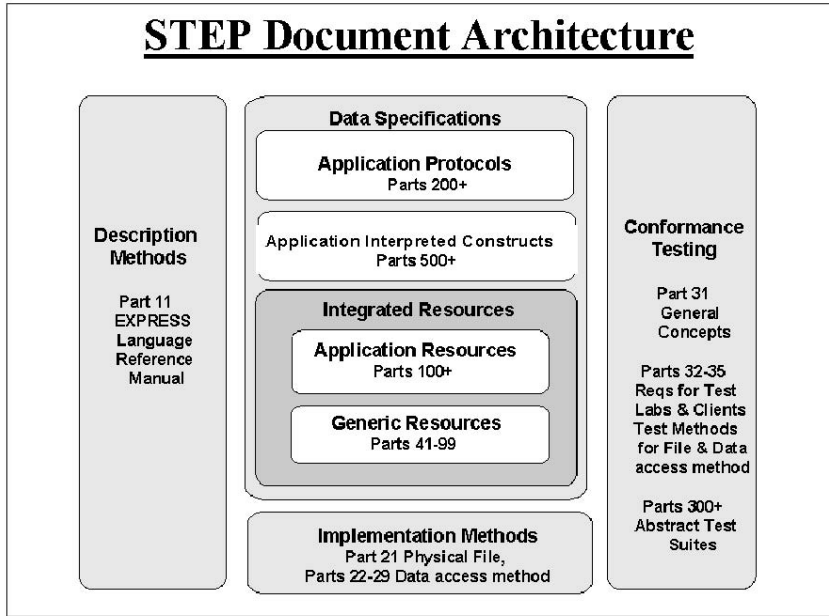 STEP Document Architecture
Description
Methods
Part 11
EXPRESS
Language
Reference
Manual
Data Specifications
Application Protocols
Parts 200+
Application Interpreted Constructs
Parts 500+
Integrated Resources
Application Resources
Parts 100+
Generic Resources
Parts 41-99
Implementation Methods
Part 21 Physical File,
Parts 22-29 Data access method
Conformance
Testing
Part 31
General
Concepts
Parts 32-35
Reqs for Test
Labs & Clients
Test Methods
for File & Data
access method
Parts 300+
Abstract Test
Suites